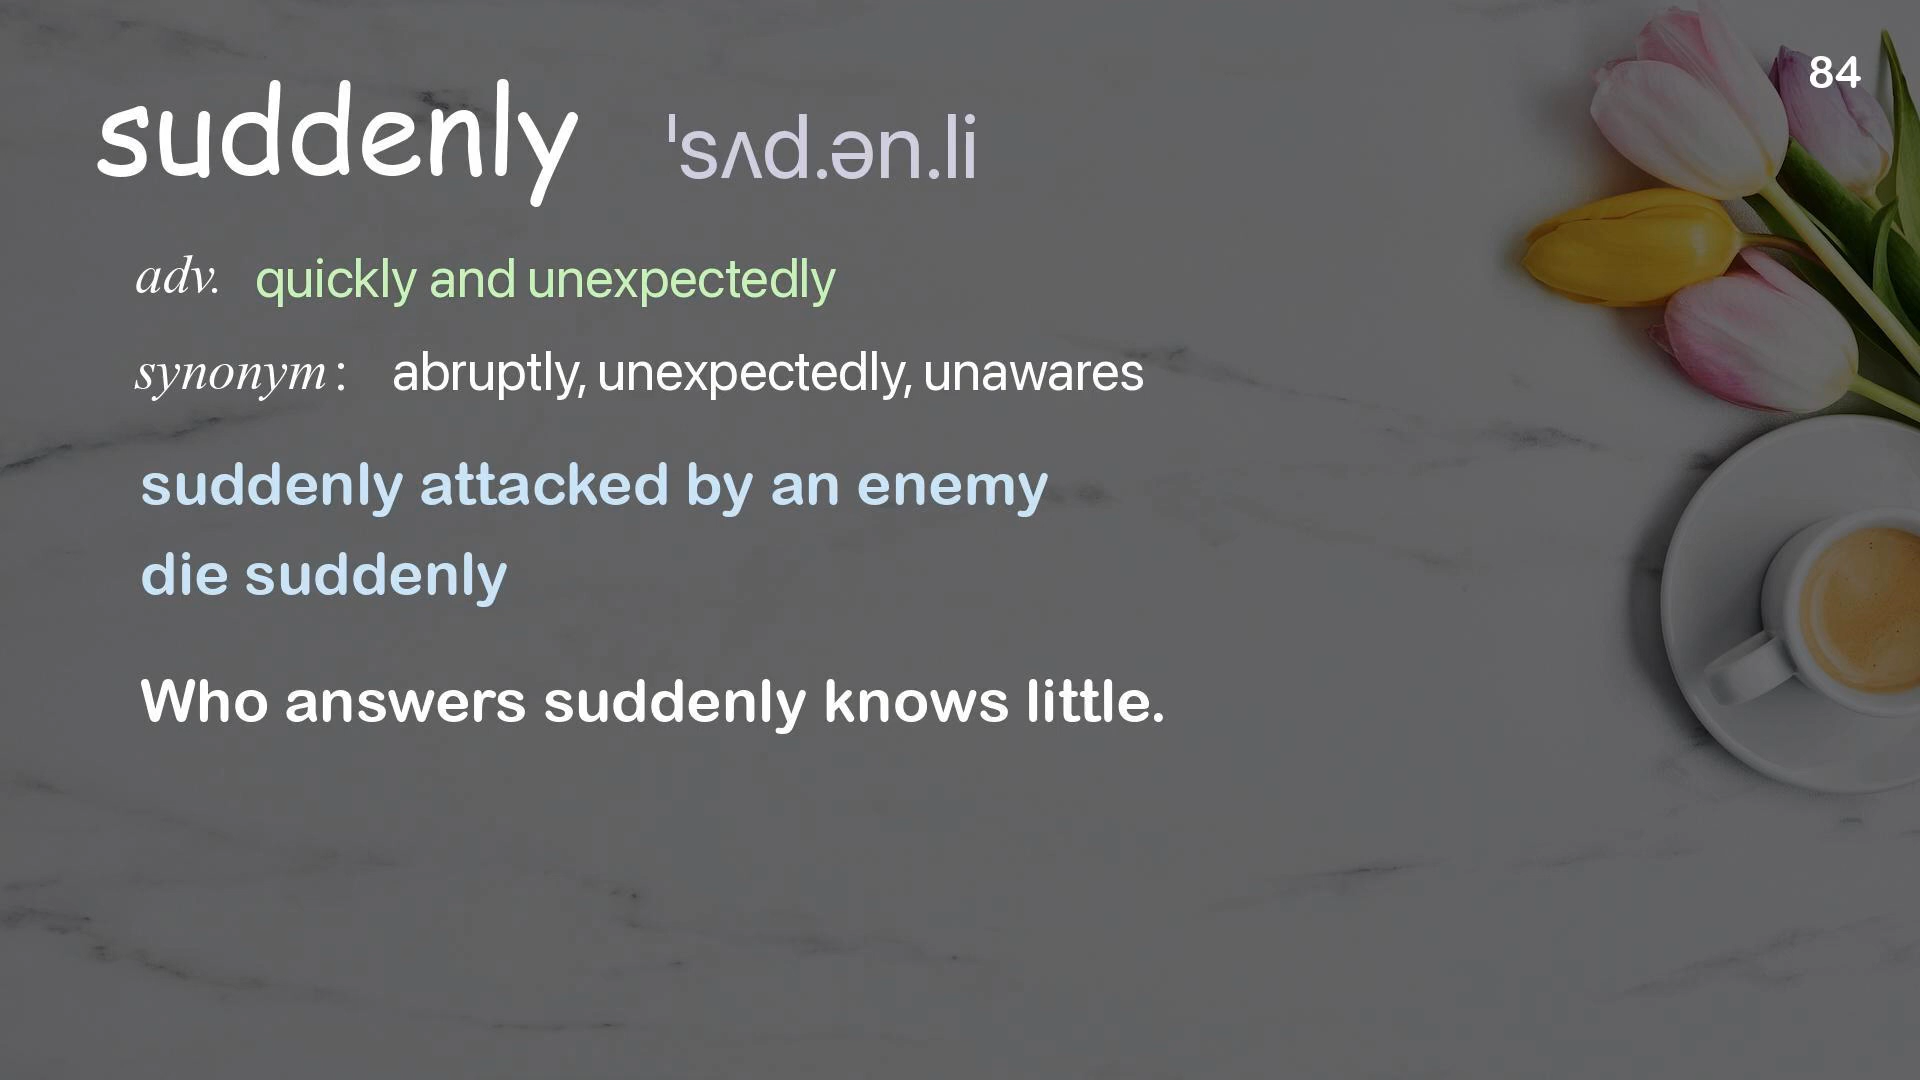 84
suddenly ˈsʌd.ən.li
adv. quickly and unexpectedly
synonym : abruptly, unexpectedly, unawares
suddenly attacked by an enemy
die suddenly
Who answers suddenly knows little.